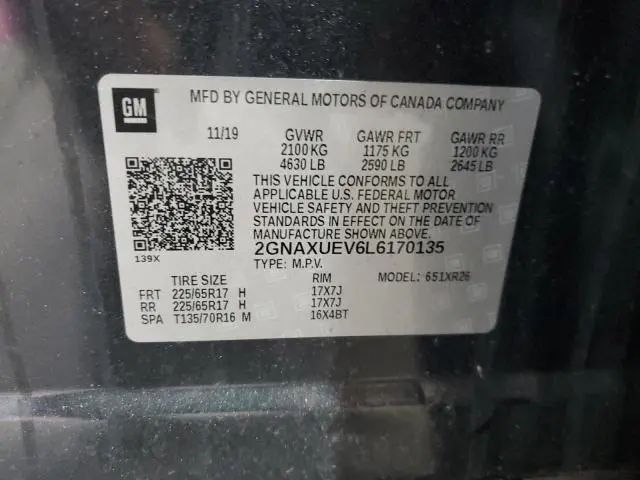 GM
MFD BY GENERAL MOTORS OF CANADA COMPANY
11/19 GVWR GAWR FRT GAWR RR
2100 KG 1175 KG 1200 KG
4630 LB 2590 LB 2645 LB
THIS VEHICLE CONFORMS TO ALL
APPLICABLE U.S. FEDERAL MOTOR
VEHICLE SAFETY AND THEFT PREVENTION
STANDARDS IN EFFECT ON THE DATE OF
MANUFACTURE SHOWN ABOVE.
2GNAXUEV6L6170135
139X
TYPE: M.P.V.
TIRE SIZE RIM MODEL: 651XR26
FRT 225/65R17 H 17X7J
RR 225/65R17 H 17X7J
SPA T135/70R16 M 16X4BT